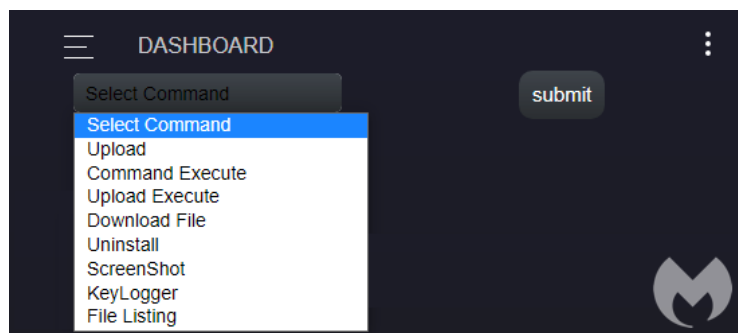 DASHBOARD
Select Command
submit
Select Command
Upload
Command Execute
Upload Execute
Download File
Uninstall
ScreenShot
KeyLogger
File Listing